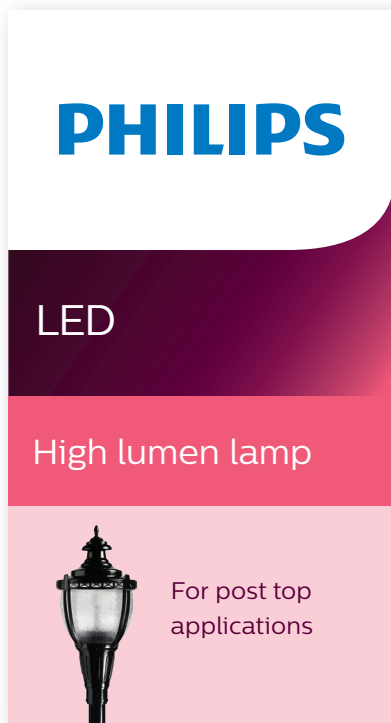 PHILIPS
LED
High lumen lamp
For post top
applications